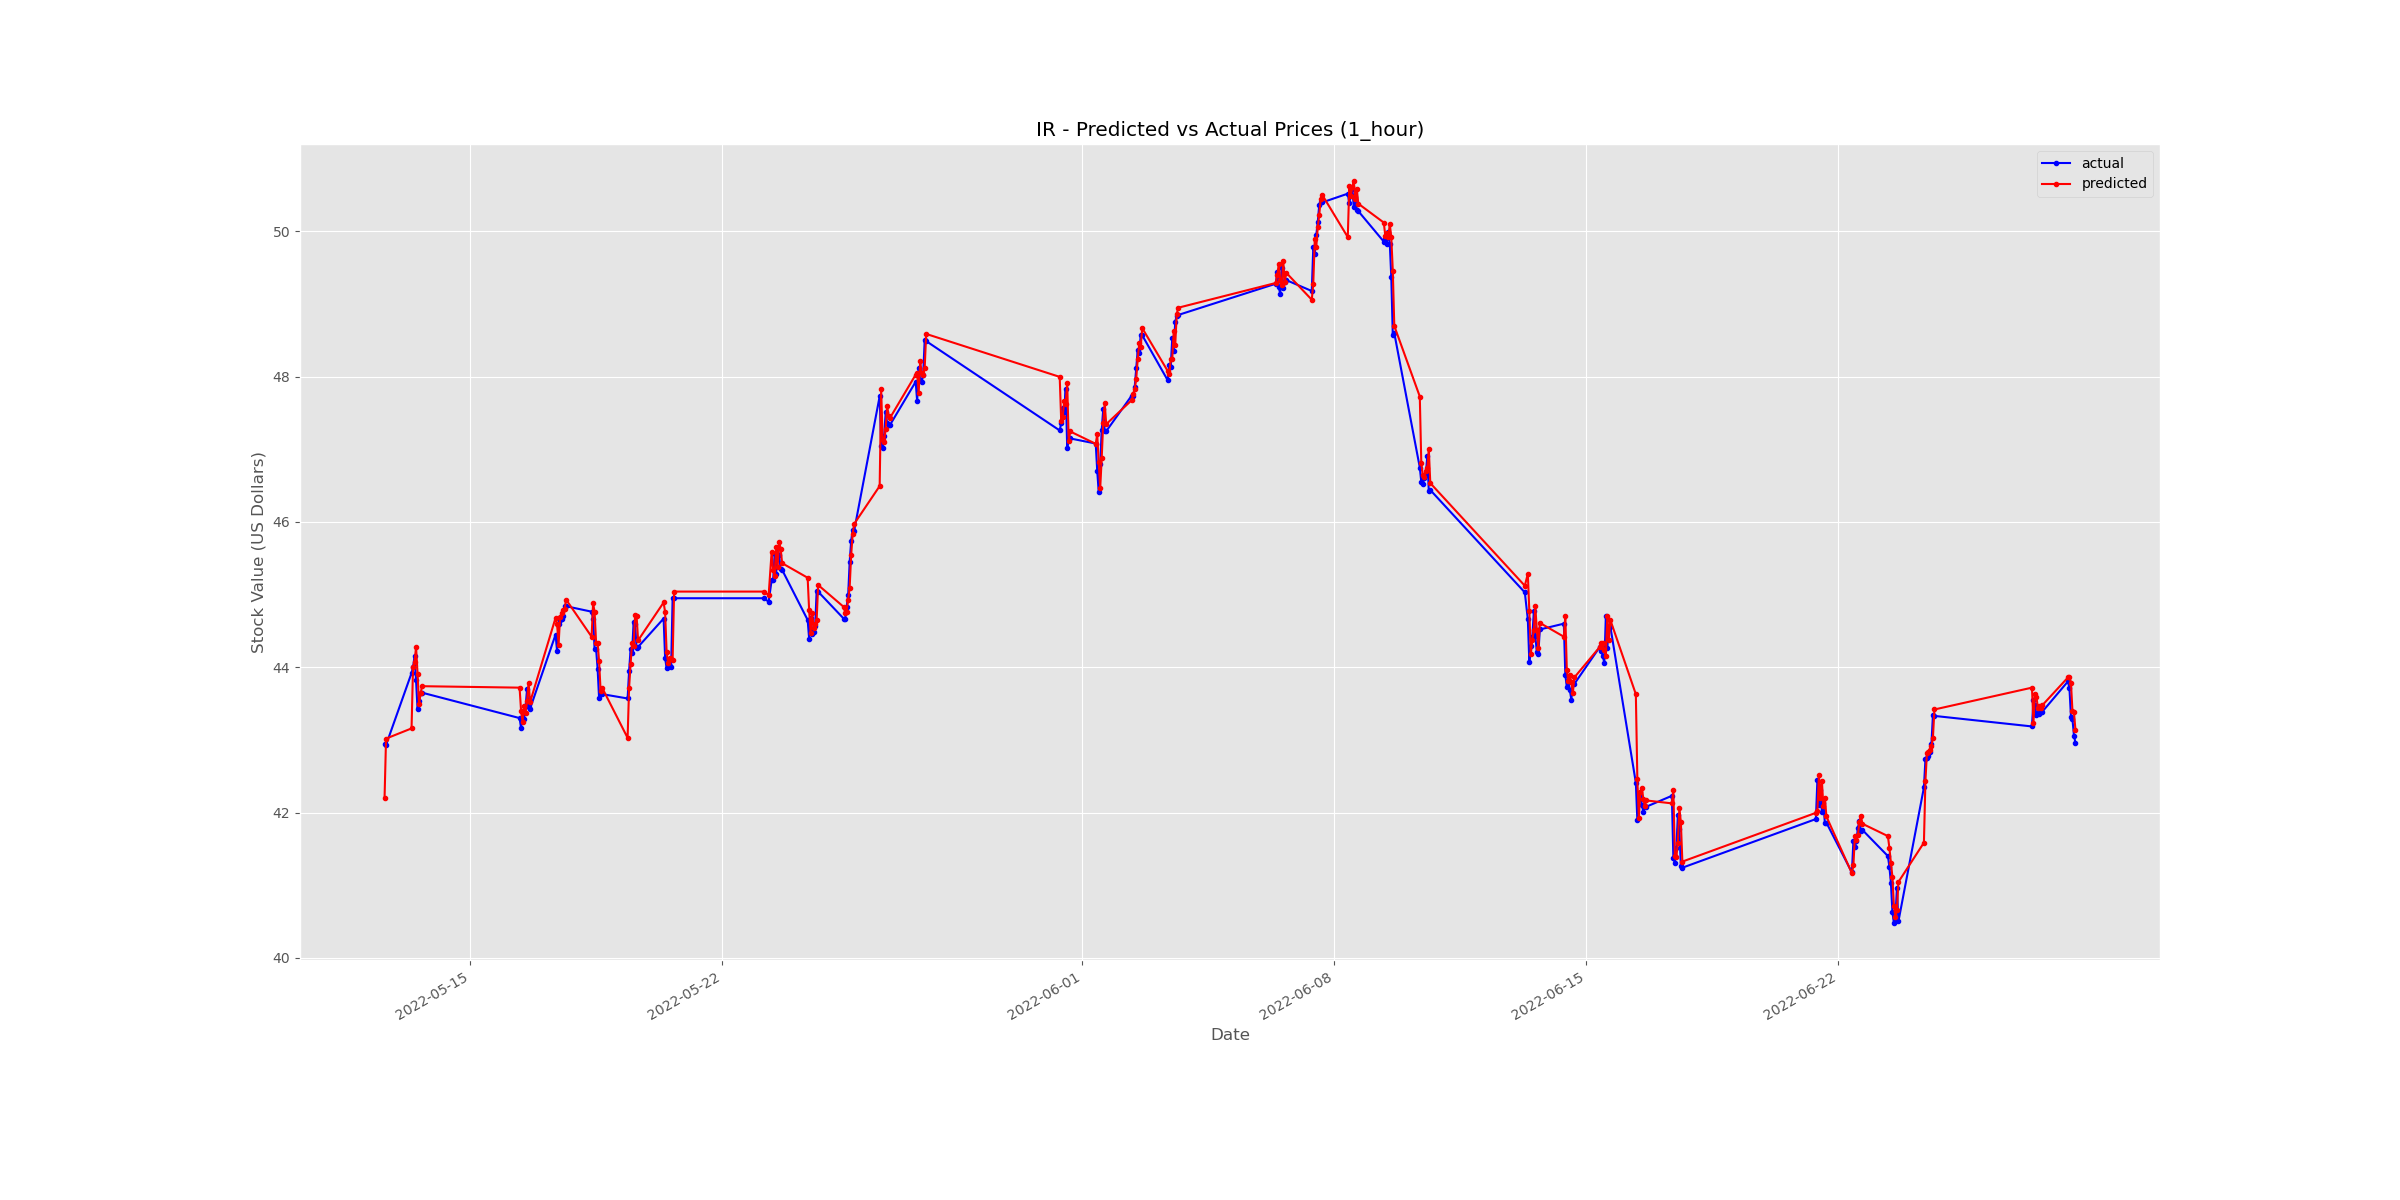 IR - Predicted vs Actual Prices (1_hour)
actual
predicted
Stock Value (US Dollars)
50
48
46
44
42
40
2022-05-15
2022-05-22
2022-06-01
2022-06-08
2022-06-15
2022-06-22
Date